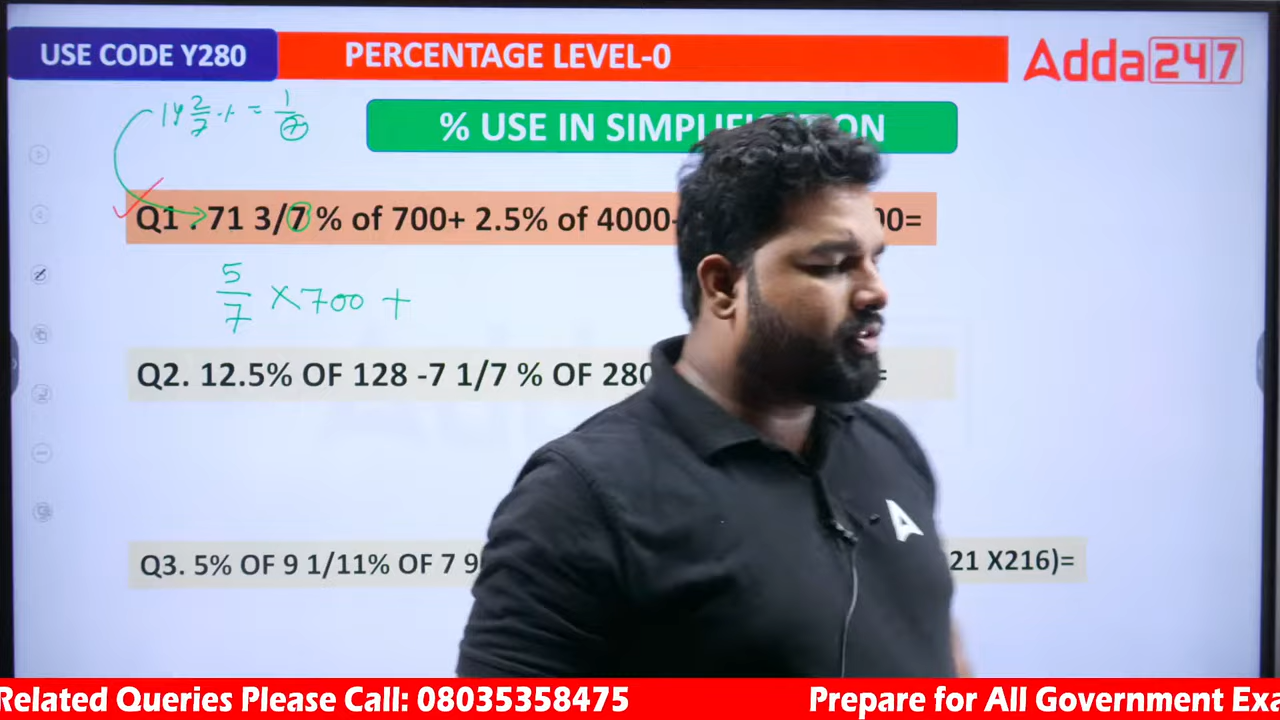 USE CODE Y280
PERCENTAGE LEVEL-0
Adda247
14 2/7 % = 1/7
% USE IN SIMPLIFICATION
Q1 . 71 3/7 % of 700+ 2.5% of 4000- 00=
5/7 ×700 +
Q2. 12.5% OF 128 -7 1/7 % OF 280 =
Q3. 5% OF 9 1/11% OF 7 9 21 X216)=
Related Queries Please Call: 08035358475
Prepare for All Government Exa